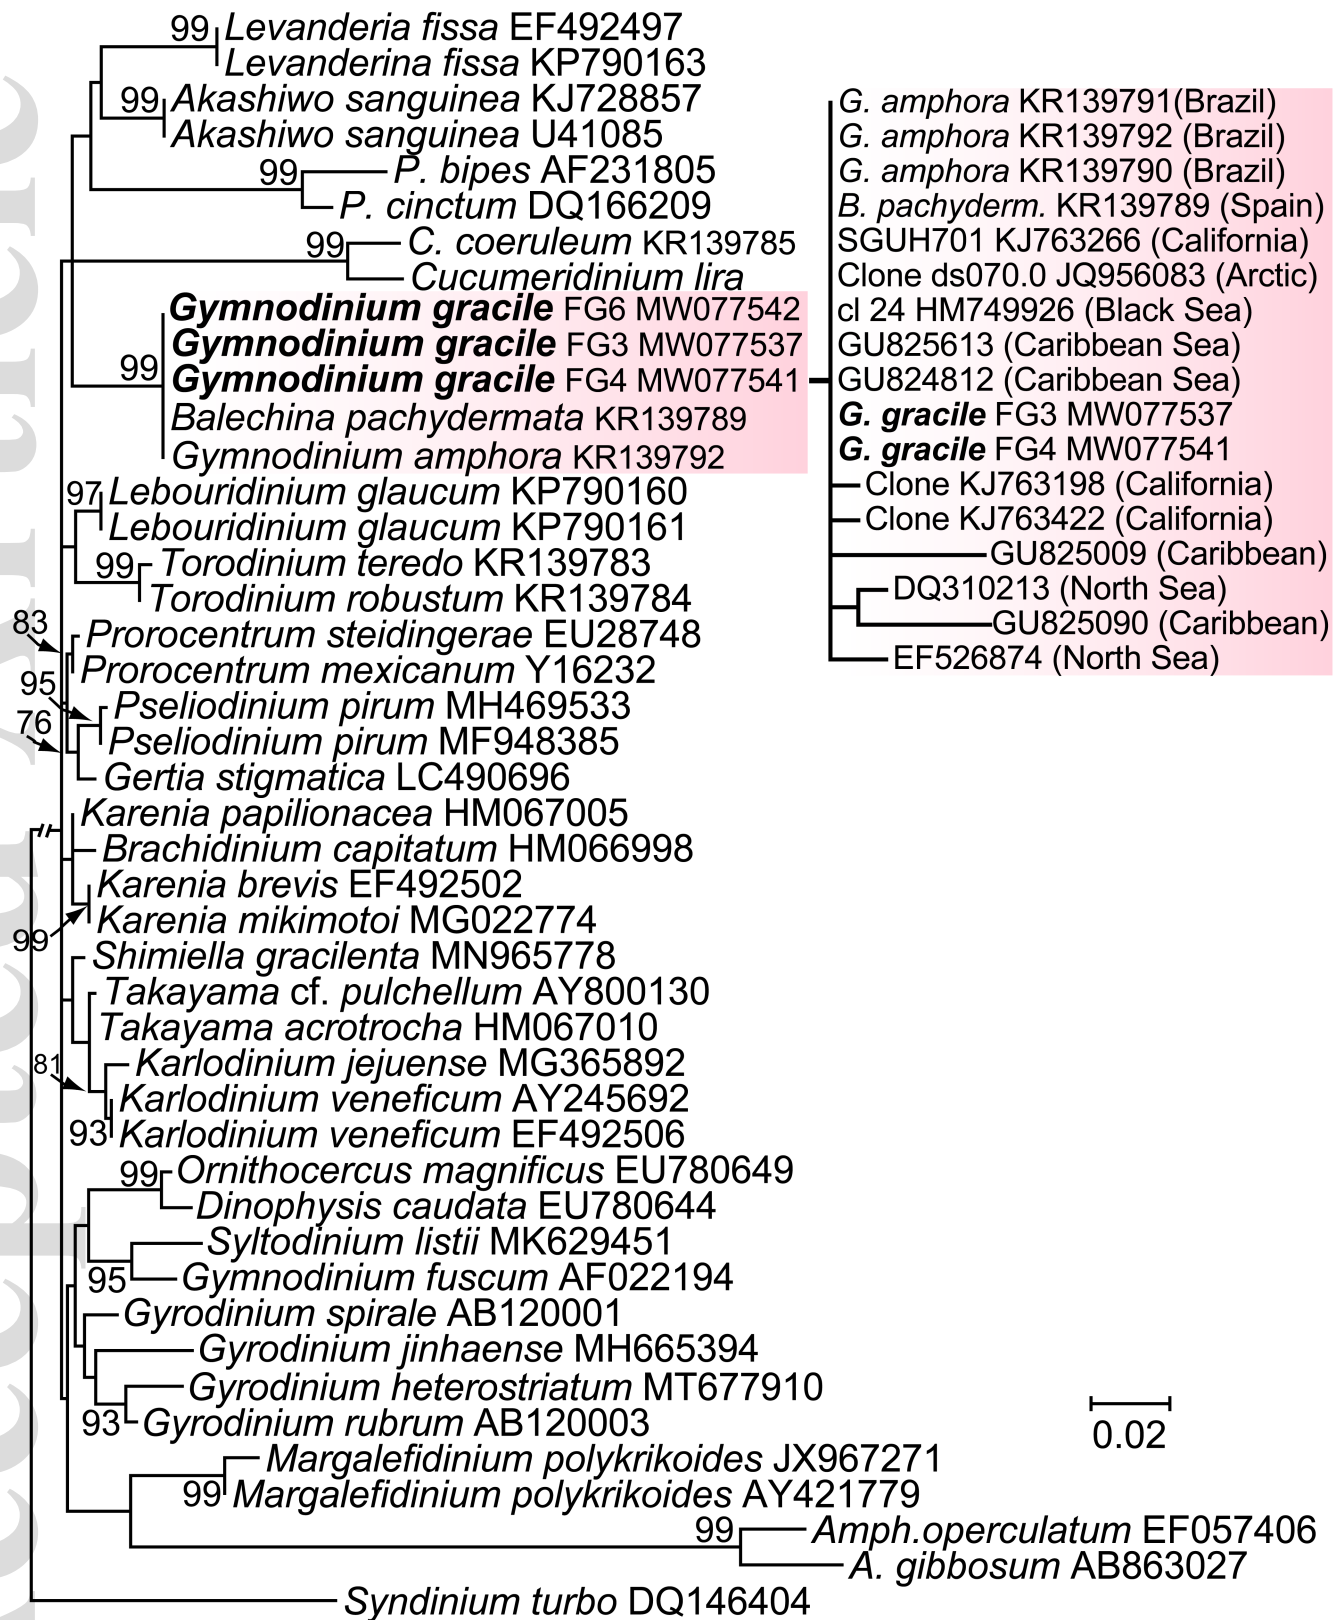 99 Levanderia fissa EF492497
Levanderina fissa KP790163
99 Akashiwo sanguinea KJ728857
Akashiwo sanguinea U41085
99 P. bipes AF231805
P. cinctum DQ166209
99 C. coeruleum KR139785
Cucumeridinium lira
Gymnodinium gracile FG6 MW077542
Gymnodinium gracile FG3 MW077537
99 Gymnodinium gracile FG4 MW077541
Balechina pachydermata KR139789
Gymnodinium amphora KR139792
97 Lebouridinium glaucum KP790160
Lebouridinium glaucum KP790161
99 Torodinium teredo KR139783
Torodinium robustum KR139784
83
Prorocentrum steidingerae EU28748
Prorocentrum mexicanum Y16232
95
Pseliodinium pirum MH469533
76
Pseliodinium pirum MF948385
Gertia stigmatica LC490696
Karenia papilionacea HM067005
Brachidinium capitatum HM066998
Karenia brevis EF492502
Karenia mikimotoi MG022774
99
Shimiella gracilenta MN965778
Takayama cf. pulchellum AY800130
Takayama acrotrocha HM067010
81
Karlodinium jejuense MG365892
Karlodinium veneficum AY245692
93 Karlodinium veneficum EF492506
99 Ornithocercus magnificus EU780649
Dinophysis caudata EU780644
Syltodinium listii MK629451
95 Gymnodinium fuscum AF022194
Gyrodinium spirale AB120001
Gyrodinium jinhaense MH665394
Gyrodinium heterostriatum MT677910
93 Gyrodinium rubrum AB120003
Margalefidinium polykrikoides JX967271
99 Margalefidinium polykrikoides AY421779
99 Amph.operculatum EF057406
A. gibbosum AB863027
Syndinium turbo DQ146404
G. amphora KR139791(Brazil)
G. amphora KR139792 (Brazil)
G. amphora KR139790 (Brazil)
B. pachyderm. KR139789 (Spain)
SGUH701 KJ763266 (California)
Clone ds070.0 JQ956083 (Arctic)
cl 24 HM749926 (Black Sea)
GU825613 (Caribbean Sea)
GU824812 (Caribbean Sea)
G. gracile FG3 MW077537
G. gracile FG4 MW077541
Clone KJ763198 (California)
Clone KJ763422 (California)
GU825009 (Caribbean)
DQ310213 (North Sea)
GU825090 (Caribbean)
EF526874 (North Sea)
0.02